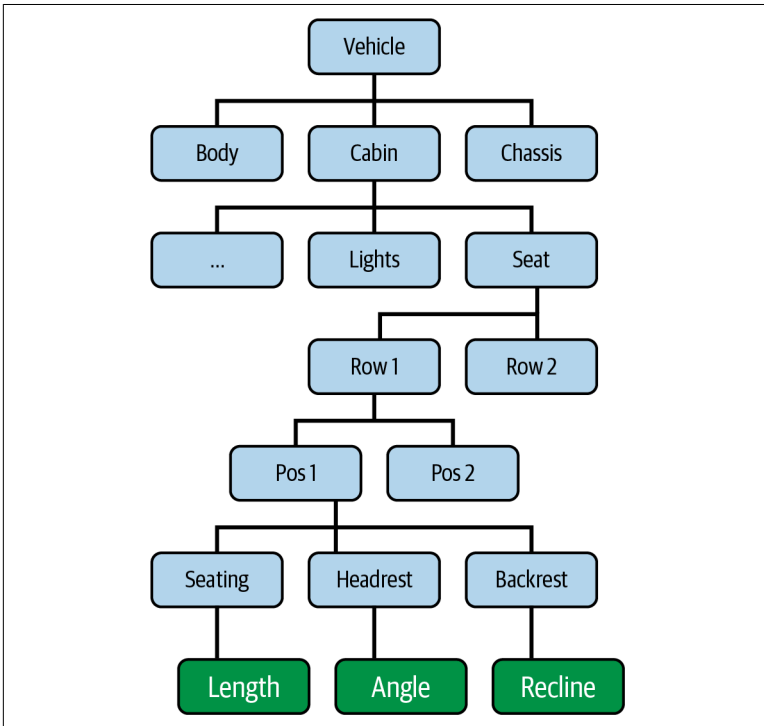 Vehicle
Body
Cabin
Chassis
...
Lights
Seat
Row 1
Row 2
Pos 1
Pos 2
Seating
Headrest
Backrest
Length
Angle
Recline